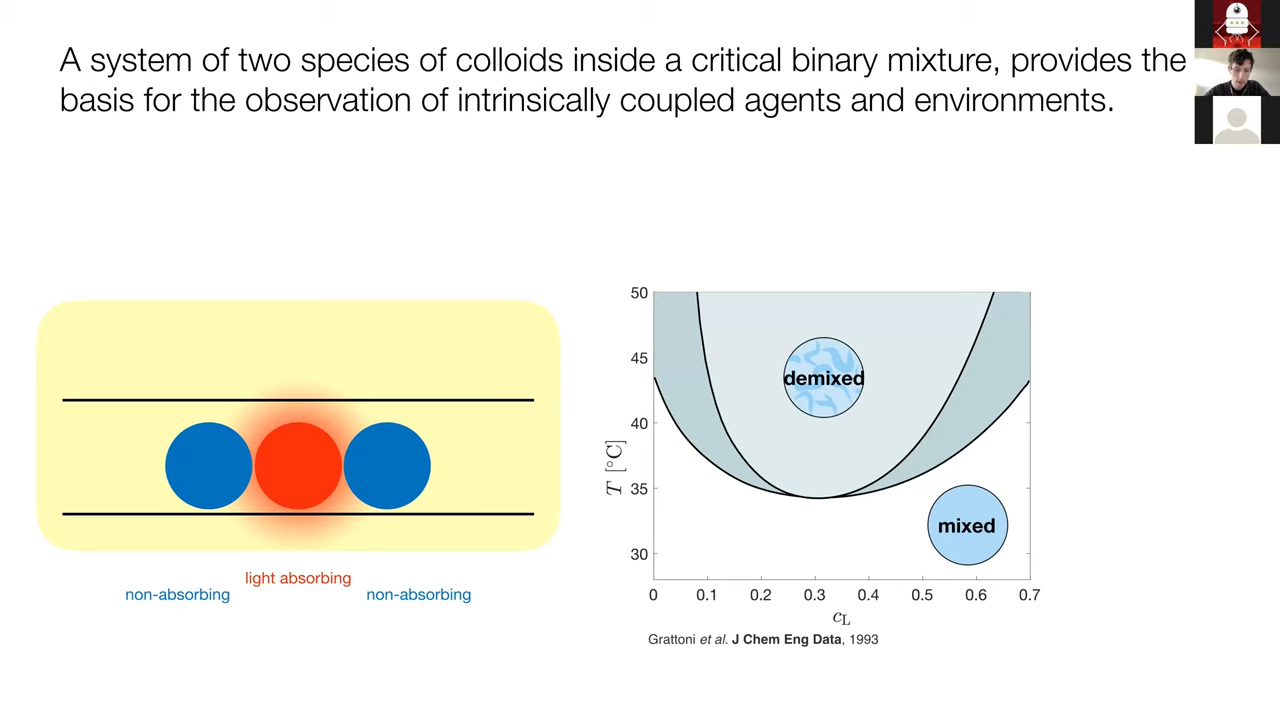 A system of two species of colloids inside a critical binary mixture, provides the
basis for the observation of intrinsically coupled agents and environments.
light absorbing
non-absorbing
non-absorbing
50
45
40
35
30
T [°C]
demixed
mixed
0 0.1 0.2 0.3 0.4 0.5 0.6 0.7
cL
Grattoni et al. J Chem Eng Data, 1993